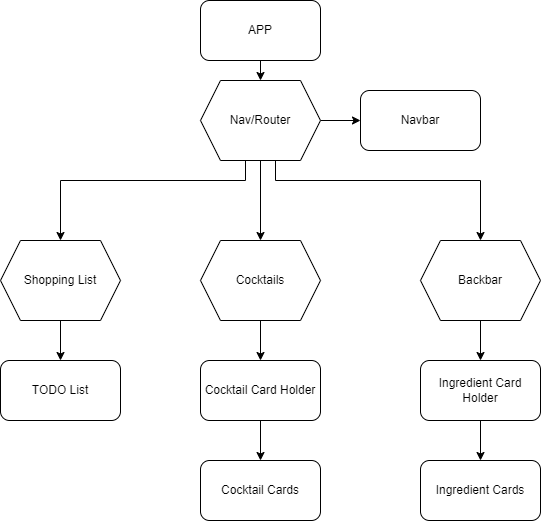 APP
Nav/Router
Navbar
Shopping List
Cocktails
Backbar
TODO List
Cocktail Card Holder
Ingredient Card
Holder
Cocktail Cards
Ingredient Cards